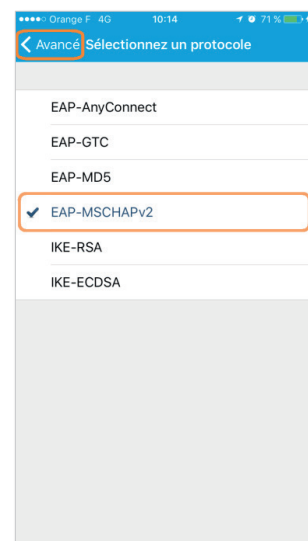 Orange F 4G 10:14 71 %
Avancé Sélectionnez un protocole
EAP-AnyConnect
EAP-GTC
EAP-MD5
EAP-MSCHAPv2
IKE-RSA
IKE-ECDSA